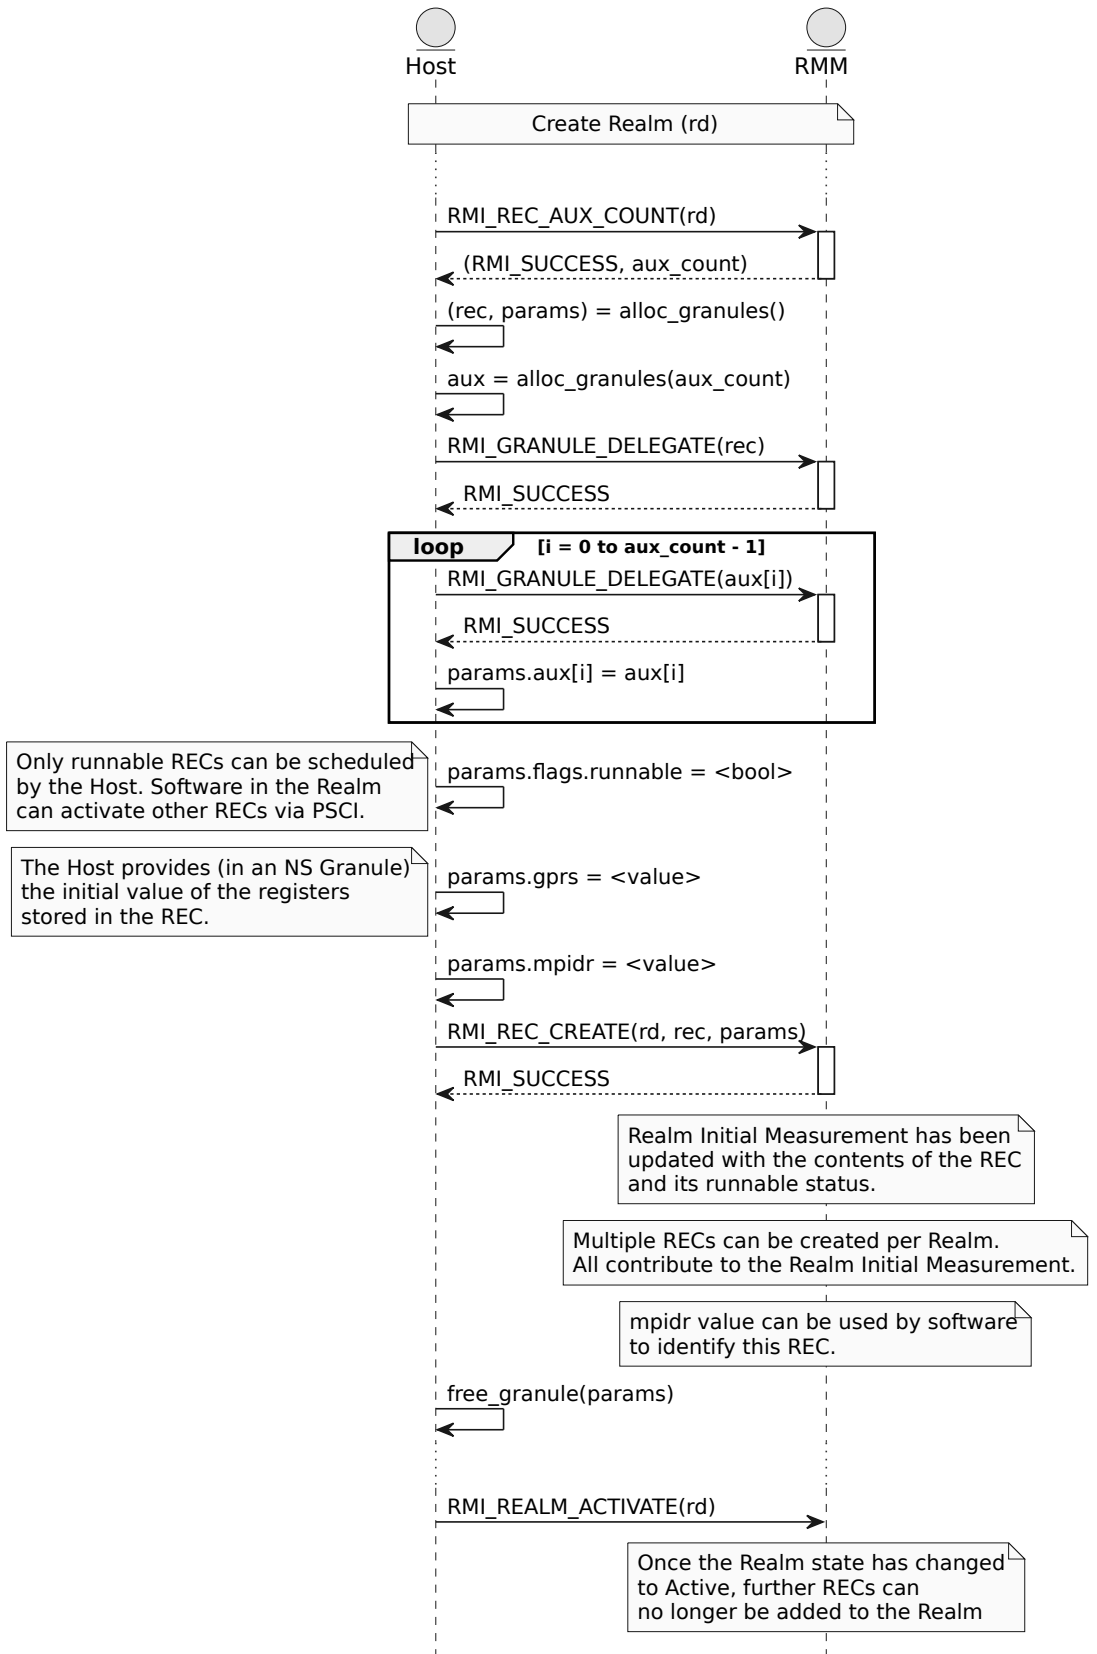 Host
RMM
Create Realm (rd)
RMI_REC_AUX_COUNT(rd)
(RMI_SUCCESS, aux_count)
(rec, params) = alloc_granules()
aux = alloc_granules(aux_count)
RMI_GRANULE_DELEGATE(rec)
RMI_SUCCESS
loop
[i = 0 to aux_count - 1]
RMI_GRANULE_DELEGATE(aux[i])
RMI_SUCCESS
params.aux[i] = aux[i]
Only runnable RECs can be scheduled
by the Host. Software in the Realm
can activate other RECs via PSCI.
params.flags.runnable = <bool>
The Host provides (in an NS Granule)
the initial value of the registers
stored in the REC.
params.gprs = <value>
params.mpidr = <value>
RMI_REC_CREATE(rd, rec, params)
RMI_SUCCESS
Realm Initial Measurement has been
updated with the contents of the REC
and its runnable status.
Multiple RECs can be created per Realm.
All contribute to the Realm Initial Measurement.
mpidr value can be used by software
to identify this REC.
free_granule(params)
RMI_REALM_ACTIVATE(rd)
Once the Realm state has changed
to Active, further RECs can
no longer be added to the Realm